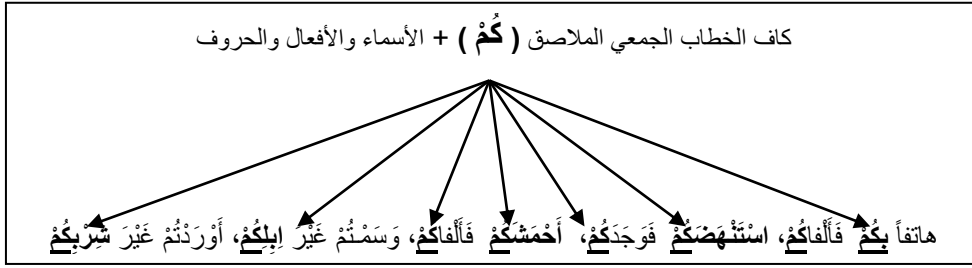 كاف الخطاب الجمعي الملاصق ( كُمْ ) + الأسماء والأفعال والحروف
هاتفاً بِكُمْ فَأَلْفاكُمْ، اسْتَنْهَضَكُمْ فَوَجَدَكُمْ، أَحْمَشَكُمْ فَأَلْفاكُمْ، وَسَمْتُمْ غَيْرَ اِبِلِكُمْ، أَوْرَدْتُمْ غَيْرَ شِرْبِكُمْ